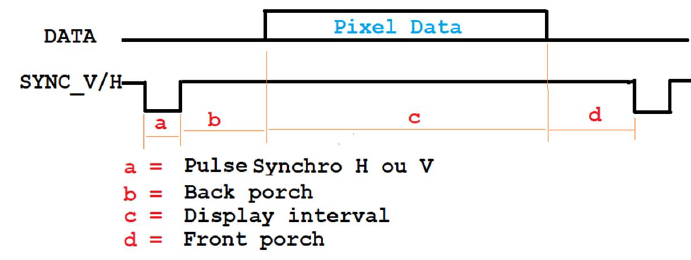 DATA
Pixel Data
SYNC_V/H
a
b
c
d
a = Pulse Synchro H ou V
b = Back porch
c = Display interval
d = Front porch